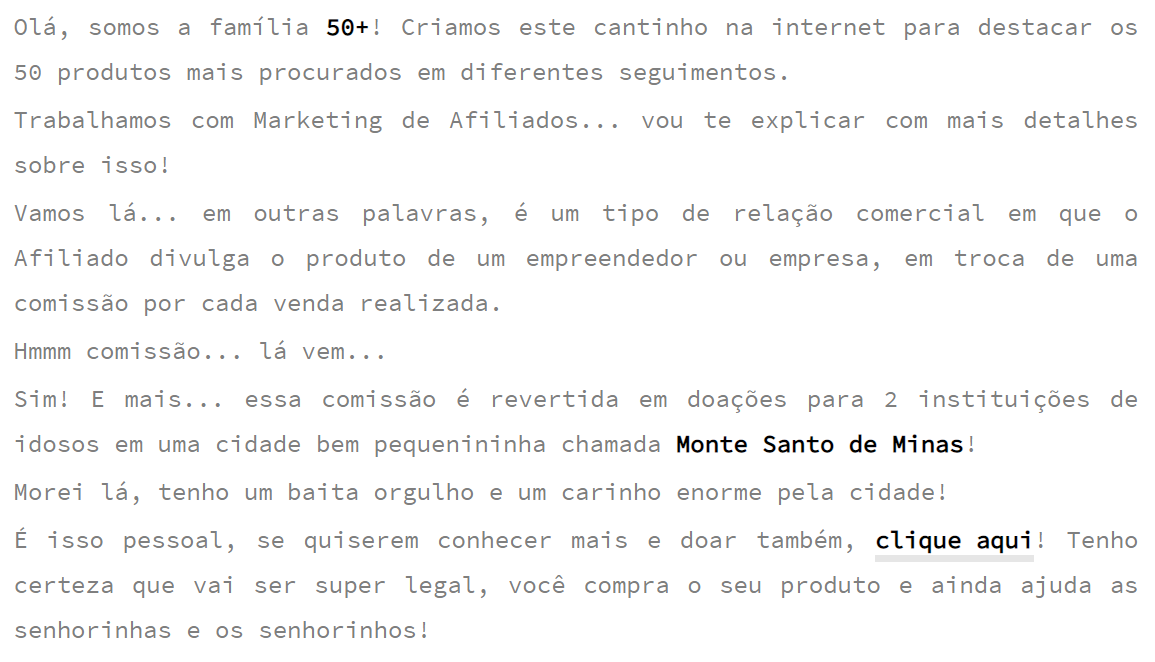 Olá, somos a família 50+! Criamos este cantinho na internet para destacar os
50 produtos mais procurados em diferentes seguimentos.
Trabalhamos com Marketing de Afiliados... vou te explicar com mais detalhes
sobre isso!
Vamos lá... em outras palavras, é um tipo de relação comercial em que o
Afiliado divulga o produto de um empreendedor ou empresa, em troca de uma
comissão por cada venda realizada.
Hmmm comissão... lá vem...
Sim! E mais... essa comissão é revertida em doações para 2 instituições de
idosos em uma cidade bem pequenininha chamada Monte Santo de Minas!
Morei lá, tenho um baita orgulho e um carinho enorme pela cidade!
É isso pessoal, se quiserem conhecer mais e doar também, clique aqui! Tenho
certeza que vai ser super legal, você compra o seu produto e ainda ajuda as
senhorinhas e os senhorinhos!